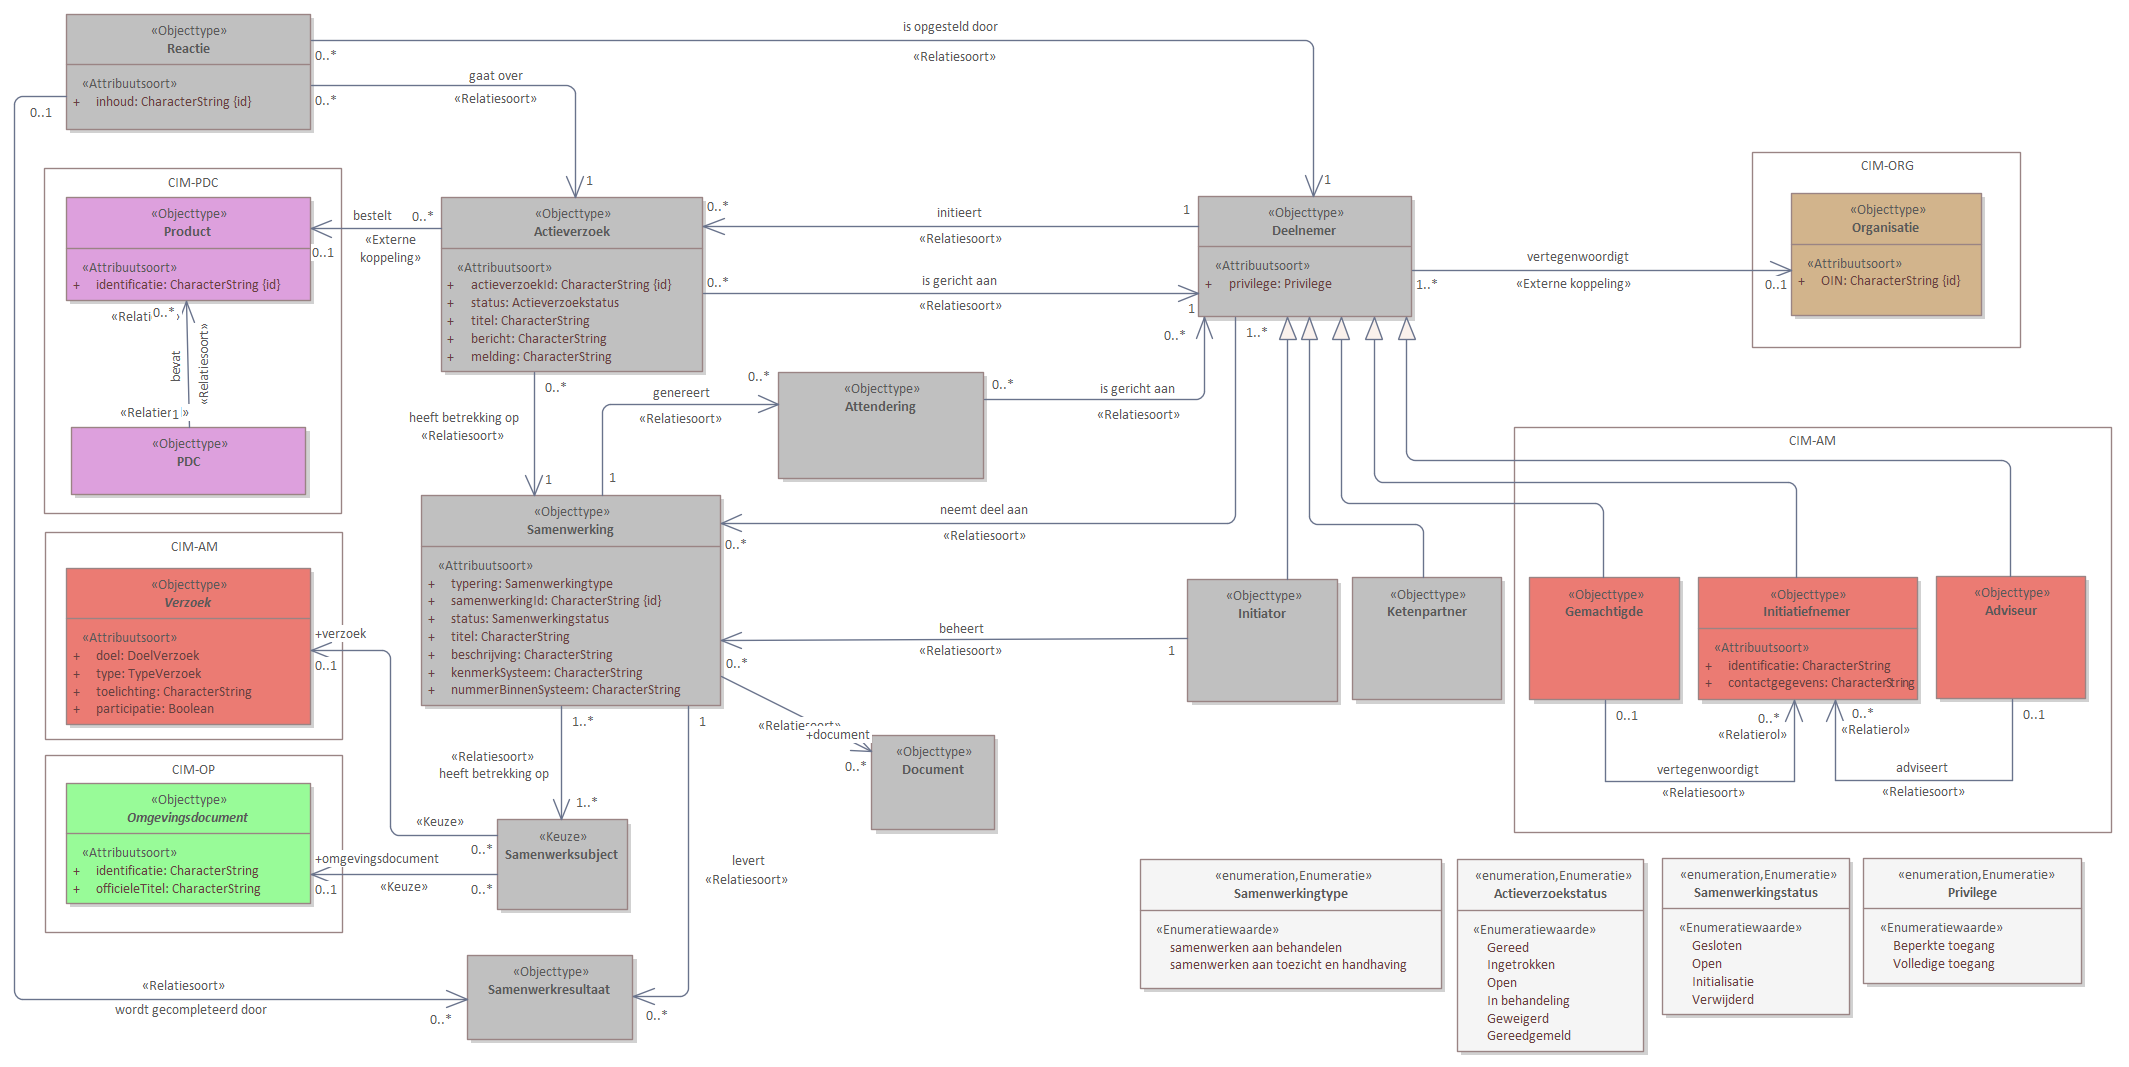 «Objecttype»
Reactie
«Attribuutsoort»
+ inhoud: CharacterString {id}
0..1
0..*
0..*
is opgesteld door
«Relatiesoort»
gaat over
«Relatiesoort»
1
1
CIM-PDC
«Objecttype»
Product
«Attribuutsoort»
+ identificatie: CharacterString {id}
bestelt
0..*
«Externe
koppeling»
0..1
«Relati
0..*
»
bevat
«Relatiesoort»
«Relatier
1
»
«Objecttype»
PDC
«Objecttype»
Actieverzoek
«Attribuutsoort»
+ actieverzoekId: CharacterString {id}
+ status: Actieverzoekstatus
+ titel: CharacterString
+ bericht: CharacterString
+ melding: CharacterString
0..*
initieert
1
«Relatiesoort»
0..*
is gericht aan
«Relatiesoort»
1
«Objecttype»
Deelnemer
«Attribuutsoort»
+ privilege: Privilege
vertegenwoordigt
«Externe koppeling»
1..*
0..1
CIM-ORG
«Objecttype»
Organisatie
«Attribuutsoort»
+ OIN: CharacterString {id}
0..*
1..*
0..*
heeft betrekking op
«Relatiesoort»
1
genereert
«Relatiesoort»
0..*
1
«Objecttype»
Attendering
0..*
is gericht aan
«Relatiesoort»
CIM-AM
«Objecttype»
Verzoek
«Attribuutsoort»
+ doel: DoelVerzoek
+ type: TypeVerzoek
+ toelichting: CharacterString
+ participatie: Boolean
+verzoek
0..1
«Objecttype»
Samenwerking
«Attribuutsoort»
+ typering: Samenwerkingtype
+ samenwerkingId: CharacterString {id}
+ status: Samenwerkingstatus
+ titel: CharacterString
+ beschrijving: CharacterString
+ kenmerkSysteem: CharacterString
+ nummerBinnenSysteem: CharacterString
neemt deel aan
«Relatiesoort»
0..*
beheert
«Relatiesoort»
0..*
1
«Objecttype»
Initiator
«Objecttype»
Ketenpartner
CIM-AM
«Objecttype»
Gemachtigde
«Objecttype»
Initiatiefnemer
«Attribuutsoort»
+ identificatie: CharacterString
+ contactgegevens: CharacterString
«Objecttype»
Adviseur
0..1
0..*
«Relatierol»
0..*
«Relatierol»
0..1
vertegenwoordigt
«Relatiesoort»
adviseert
«Relatiesoort»
1..*
«Relatiesoort»
heeft betrekking op
1..*
1
«Relatiesoort»
+document
0..*
«Objecttype»
Document
CIM-OP
«Objecttype»
Omgevingsdocument
«Attribuutsoort»
+ identificatie: CharacterString
+ officieleTitel: CharacterString
«Keuze»
0..*
+omgevingsdocument
0..1
«Keuze»
0..*
«Keuze»
Samenwerksubject
levert
«Relatiesoort»
«Objecttype»
Samenwerkresultaat
«Relatiesoort»
wordt gecompleteerd door
0..*
0..*
«enumeration,Enumeratie»
Samenwerkingtype
«Enumeratiewaarde»
samenwerken aan behandelen
samenwerken aan toezicht en handhaving
«enumeration,Enumeratie»
Actieverzoekstatus
«Enumeratiewaarde»
Gereed
Ingetrokken
Open
In behandeling
Geweigerd
Gereedgemeld
«enumeration,Enumeratie»
Samenwerkingstatus
«Enumeratiewaarde»
Gesloten
Open
Initialisatie
Verwijderd
«enumeration,Enumeratie»
Privilege
«Enumeratiewaarde»
Beperkte toegang
Volledige toegang